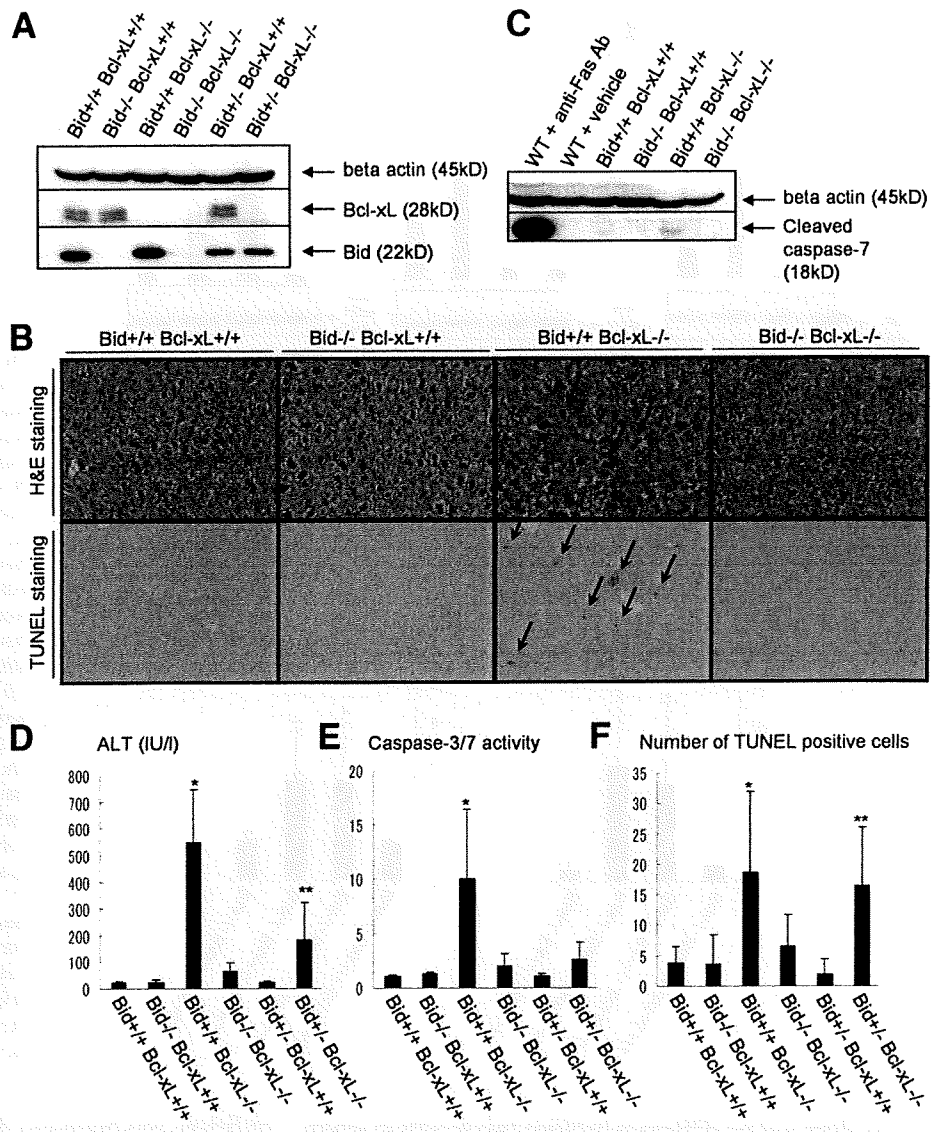 A
Bid+/+ Bcl-xL+/+
Bid-/- Bcl-xL+/+
Bid+/+ Bcl-xL-/-
Bid-/- Bcl-xL-/-
Bid+/- Bcl-xL+/+
Bid+/- Bcl-xL-/-
beta actin (45kD)
Bcl-xL (28kD)
Bid (22kD)
C
WT + anti-Fas Ab
WT + vehicle
Bid+/+ Bcl-xL+/+
Bid-/- Bcl-xL+/+
Bid+/+ Bcl-xL-/-
Bid-/- Bcl-xL-/-
beta actin (45kD)
Cleaved
caspase-7
(18kD)
B
Bid+/+ Bcl-xL+/+
Bid-/- Bcl-xL+/+
Bid+/+ Bcl-xL-/-
Bid-/- Bcl-xL-/-
H&E staining
TUNEL staining
D
ALT (IU/l)
800
700
600
500
400
300
200
100
0
*
**
Bid+/+ Bcl-xL+/+
Bid-/- Bcl-xL+/+
Bid+/+ Bcl-xL-/-
Bid-/- Bcl-xL-/-
Bid+/- Bcl-xL+/+
Bid+/- Bcl-xL-/-
E
Caspase-3/7 activity
20
15
10
5
0
*
Bid+/+ Bcl-xL+/+
Bid-/- Bcl-xL+/+
Bid+/+ Bcl-xL-/-
Bid-/- Bcl-xL-/-
Bid+/- Bcl-xL+/+
Bid+/- Bcl-xL-/-
F
Number of TUNEL positive cells
35
30
25
20
15
10
5
0
*
**
Bid+/+ Bcl-xL+/+
Bid-/- Bcl-xL+/+
Bid+/+ Bcl-xL-/-
Bid-/- Bcl-xL-/-
Bid+/- Bcl-xL+/+
Bid+/- Bcl-xL-/-